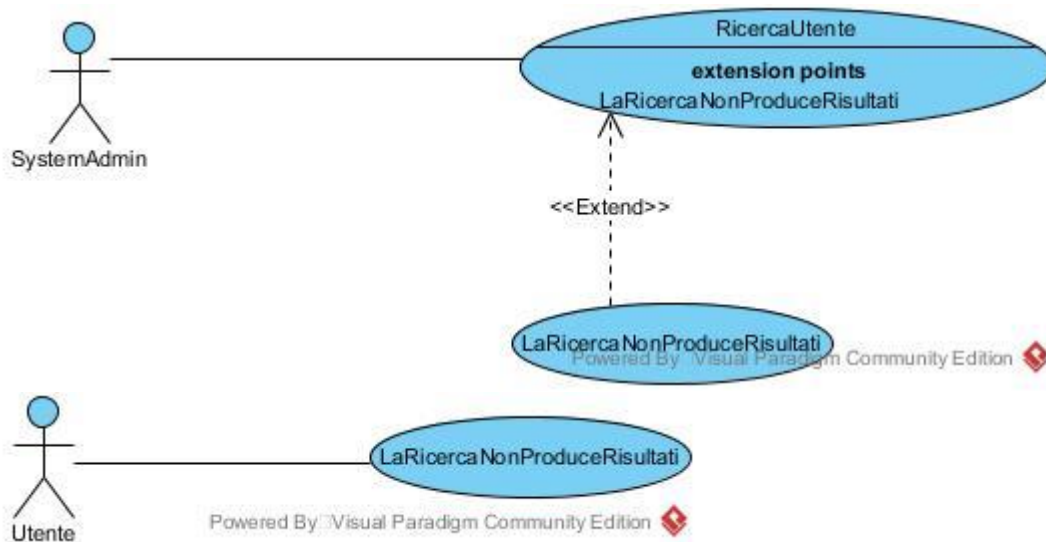 RicercaUtente
extension points
LaRicercaNonProduceRisultati
SystemAdmin
<<Extend>>
LaRicercaNonProduceRisultati
Powered By Visual Paradigm Community Edition
LaRicercaNonProduceRisultati
Utente
Powered By Visual Paradigm Community Edition